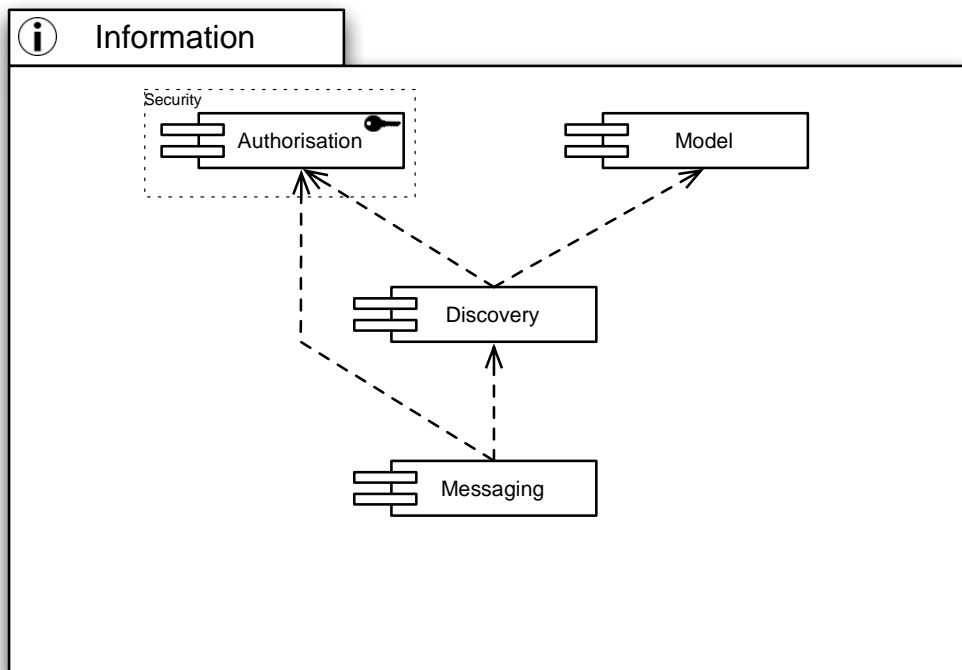 Information
Security
Authorisation
Model
Discovery
Messaging